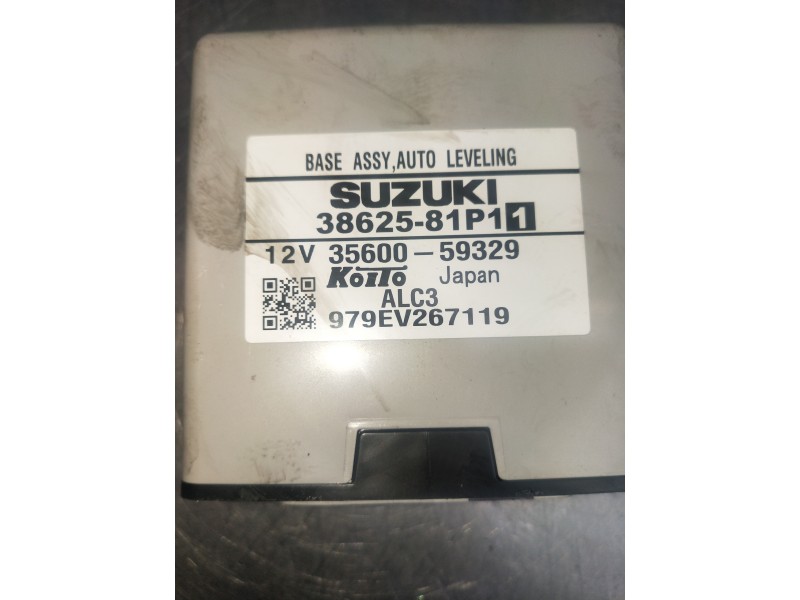 BASE ASSY,AUTO LEVELING
SUZUKI
38625-81P11
12V 35600-59329
KOITO Japan
ALC3
979EV267119